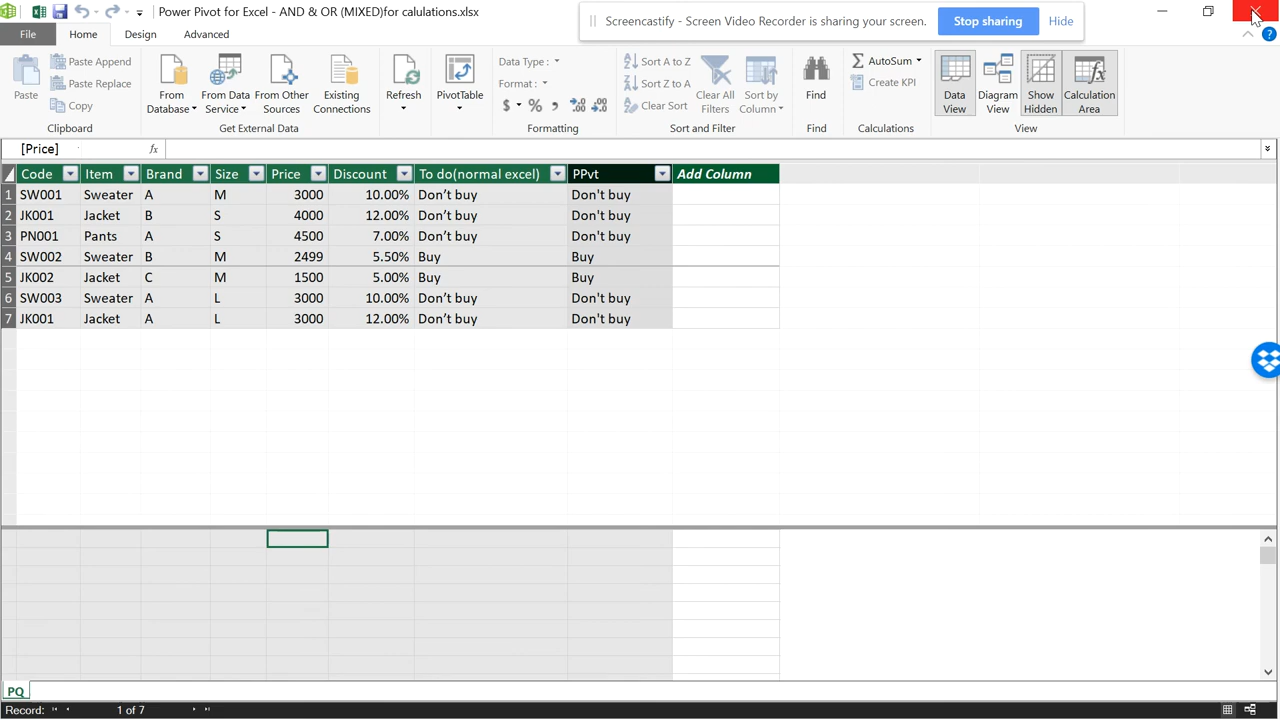 Power Pivot for Excel - AND & OR (MIXED)for calulations.xlsx
Screencastify - Screen Video Recorder is sharing your screen.
Stop sharing
Hide
File
Home
Design
Advanced
Paste
Paste Append
Paste Replace
Copy
Clipboard
From Database
From Data Service
From Other Sources
Existing Connections
Get External Data
Refresh
PivotTable
Data Type :
Format :
$ % ,
Formatting
Sort A to Z
Sort Z to A
Clear Sort
Clear All Filters
Sort by Column
Sort and Filter
Find
Find
AutoSum
Create KPI
Calculations
Data View
Diagram View
Show Hidden
Calculation Area
View
[Price]
fx
Code Item Brand Size Price Discount To do(normal excel) PPvt Add Column
1 SW001 Sweater A M 3000 10.00% Don’t buy Don't buy
2 JK001 Jacket B S 4000 12.00% Don’t buy Don't buy
3 PN001 Pants A S 4500 7.00% Don’t buy Don't buy
4 SW002 Sweater B M 2499 5.50% Buy Buy
5 JK002 Jacket C M 1500 5.00% Buy Buy
6 SW003 Sweater A L 3000 10.00% Don’t buy Don't buy
7 JK001 Jacket A L 3000 12.00% Don’t buy Don't buy
PQ
Record: 1 of 7